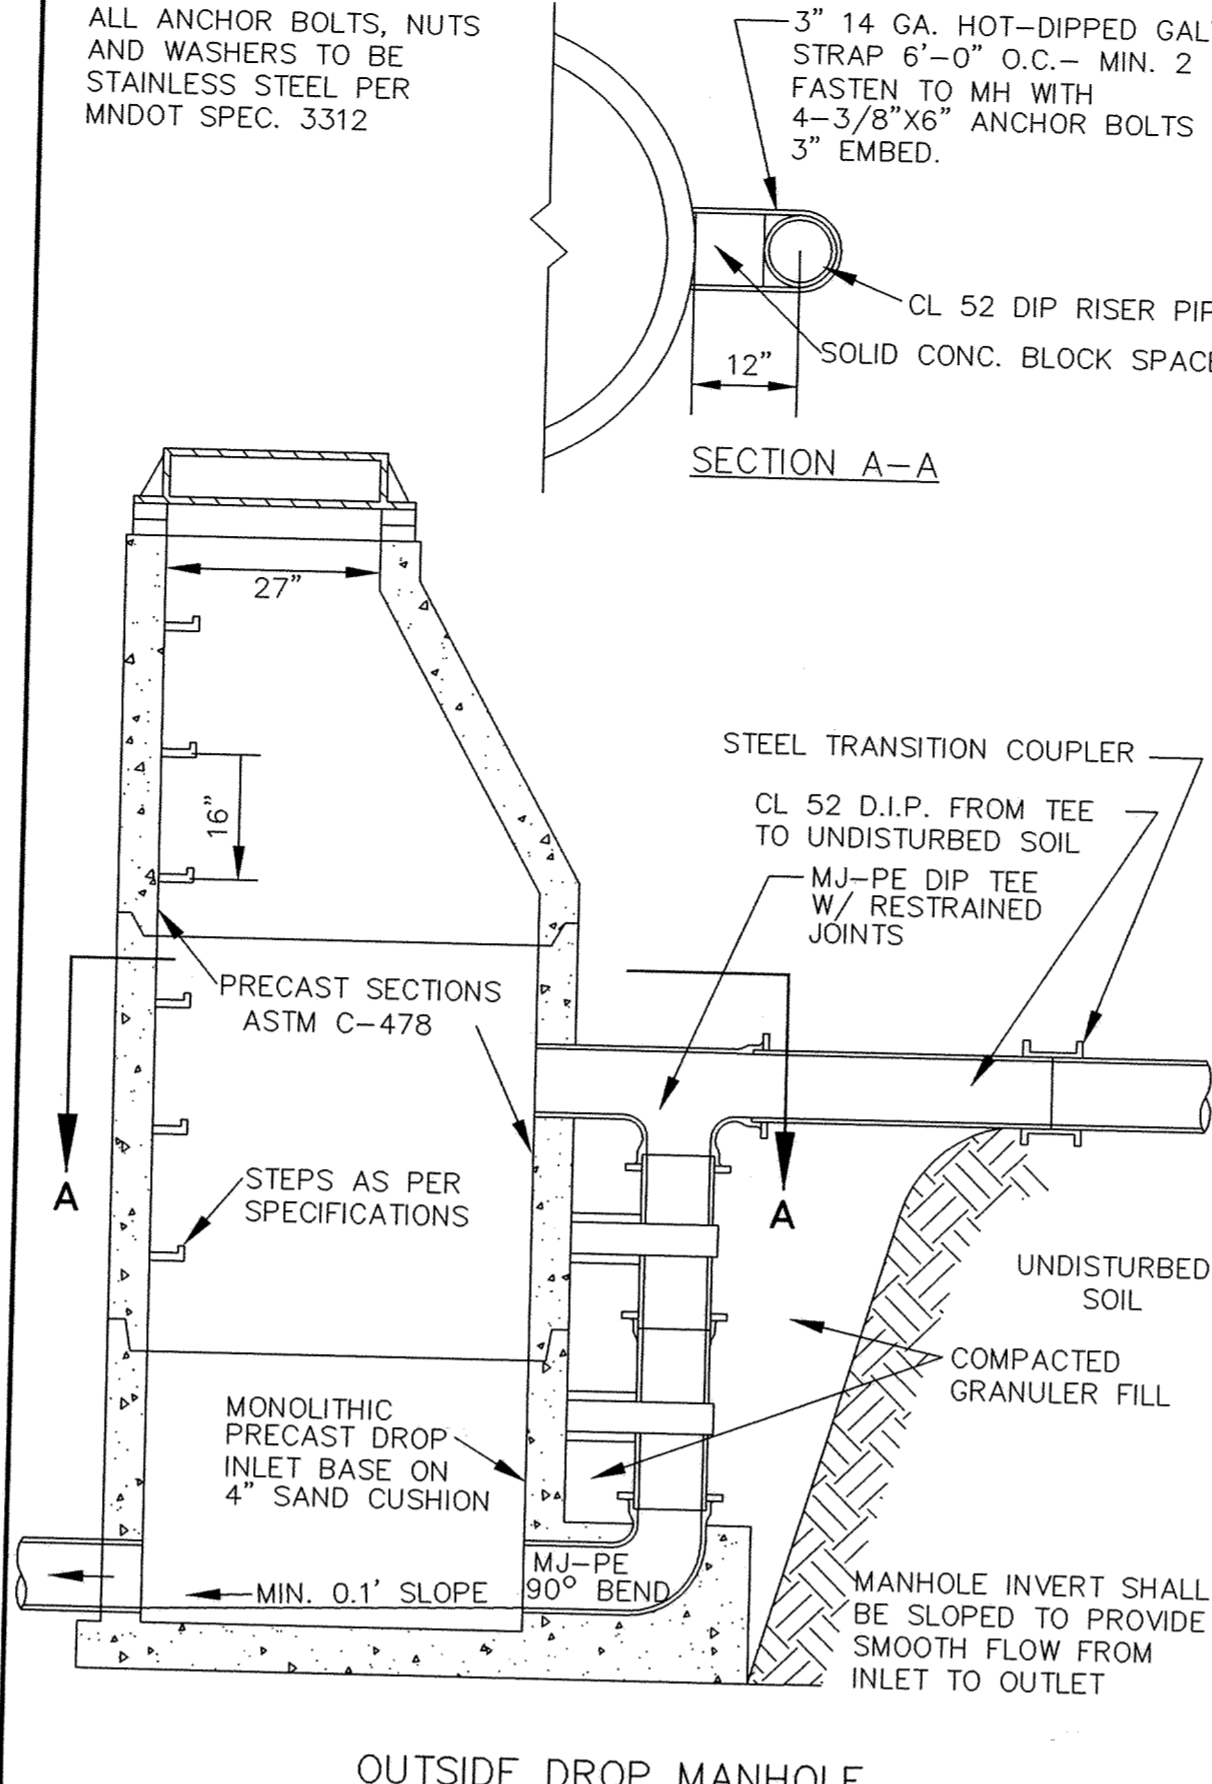 ALL ANCHOR BOLTS, NUTS
AND WASHERS TO BE
STAINLESS STEEL PER
MNDOT SPEC. 3312
3" 14 GA. HOT-DIPPED GAL
STRAP 6'-0" O.C.- MIN. 2
FASTEN TO MH WITH
4-3/8"X6" ANCHOR BOLTS
3" EMBED.
CL 52 DIP RISER PIP
SOLID CONC. BLOCK SPACE
12"
SECTION A-A
27"
16"
STEEL TRANSITION COUPLER
CL 52 D.I.P. FROM TEE
TO UNDISTURBED SOIL
MJ-PE DIP TEE
W/ RESTRAINED
JOINTS
PRECAST SECTIONS
ASTM C-478
A
A
STEPS AS PER
SPECIFICATIONS
UNDISTURBED
SOIL
COMPACTED
GRANULER FILL
MONOLITHIC
PRECAST DROP
INLET BASE ON
4" SAND CUSHION
MJ-PE
90° BEND
MIN. 0.1' SLOPE
MANHOLE INVERT SHALL
BE SLOPED TO PROVIDE
SMOOTH FLOW FROM
INLET TO OUTLET
OUTSIDE DROP MANHOLE